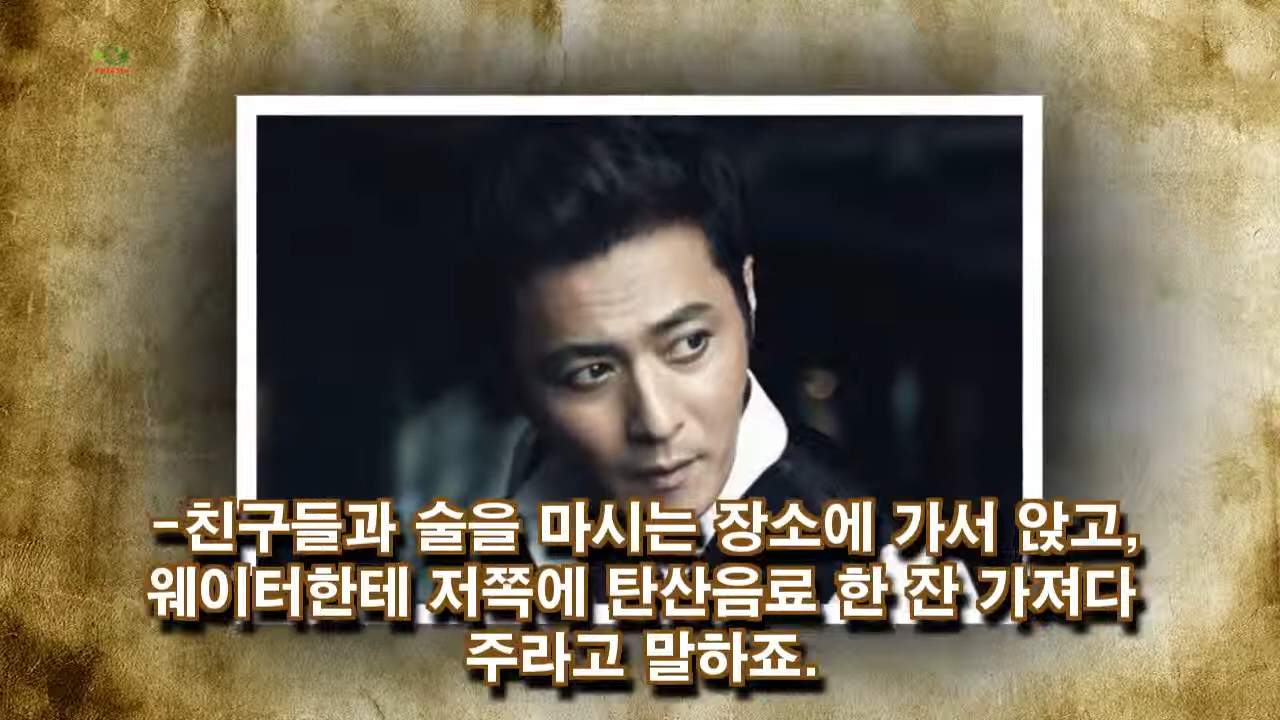 -친구들과 술을 마시는 장소에 가서 앉고,
웨이터한테 저쪽에 탄산음료 한 잔 가져다
주라고 말하죠.